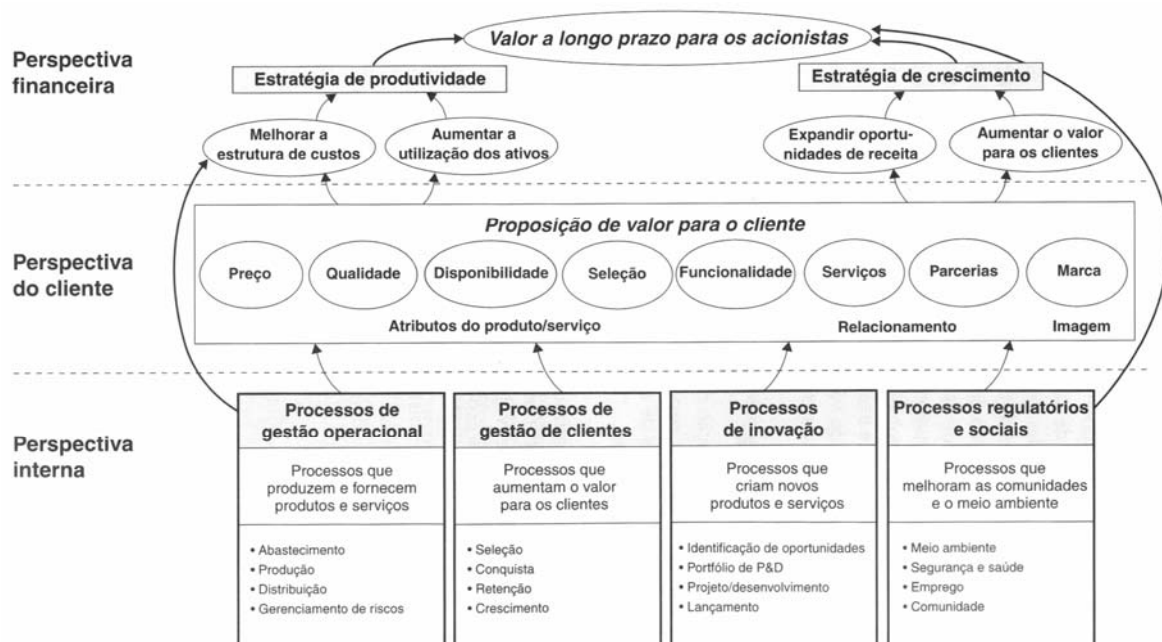 Valor a longo prazo para os acionistas
Perspectiva
financeira
Estratégia de produtividade
Estratégia de crescimento
Melhorar a
estrutura de custos
Aumentar a
utilização dos ativos
Expandir oportu-
nidades de receita
Aumentar o valor
para os clientes
Proposição de valor para o cliente
Perspectiva
do cliente
Preço
Qualidade
Disponibilidade
Seleção
Funcionalidade
Serviços
Parcerias
Marca
Atributos do produto/serviço
Relacionamento
Imagem
Perspectiva
interna
Processos de
gestão operacional
Processos que
produzem e fornecem
produtos e serviços
• Abastecimento
• Produção
• Distribuição
• Gerenciamento de riscos
Processos de
gestão de clientes
Processos que
aumentam o valor
para os clientes
• Seleção
• Conquista
• Retenção
• Crescimento
Processos
de inovação
Processos que
criam novos
produtos e serviços
• Identificação de oportunidades
• Portfólio de P&D
• Projeto/desenvolvimento
• Lançamento
Processos regulatórios
e sociais
Processos que
melhoram as comunidades
e o meio ambiente
• Meio ambiente
• Segurança e saúde
• Emprego
• Comunidade